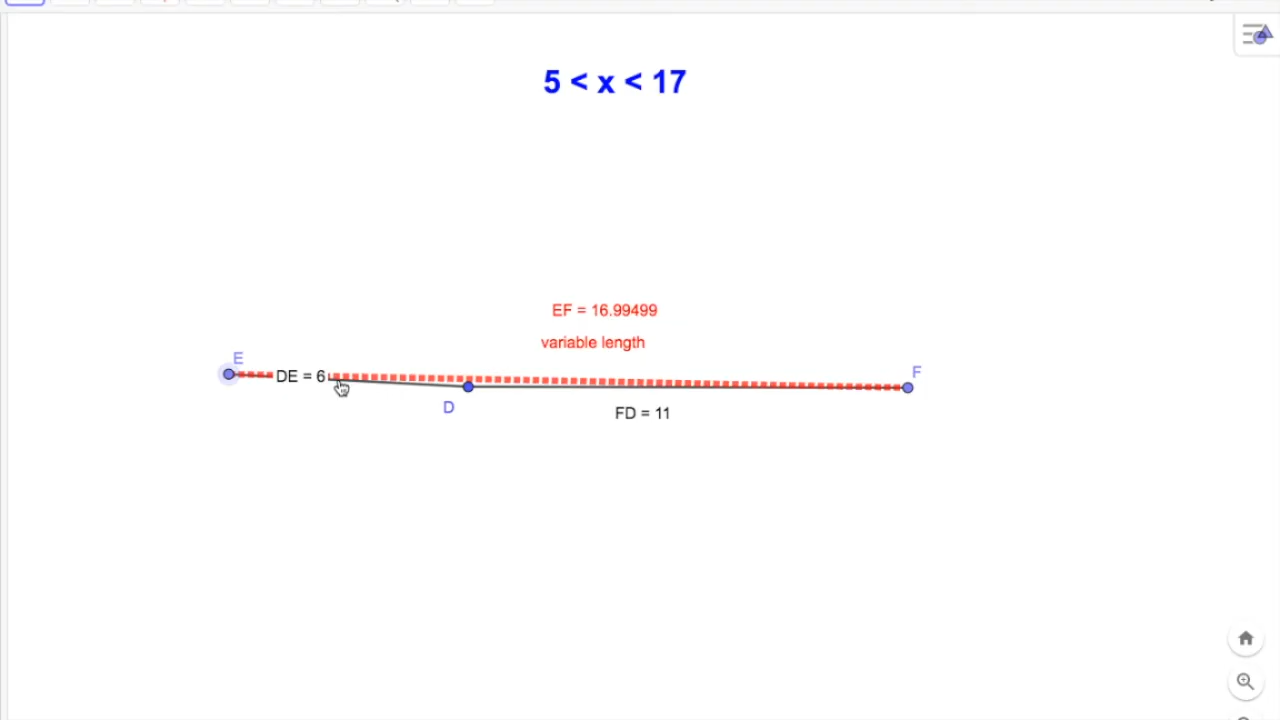 5 < x < 17
EF = 16.99499
variable length
E
DE = 6
F
D
FD = 11